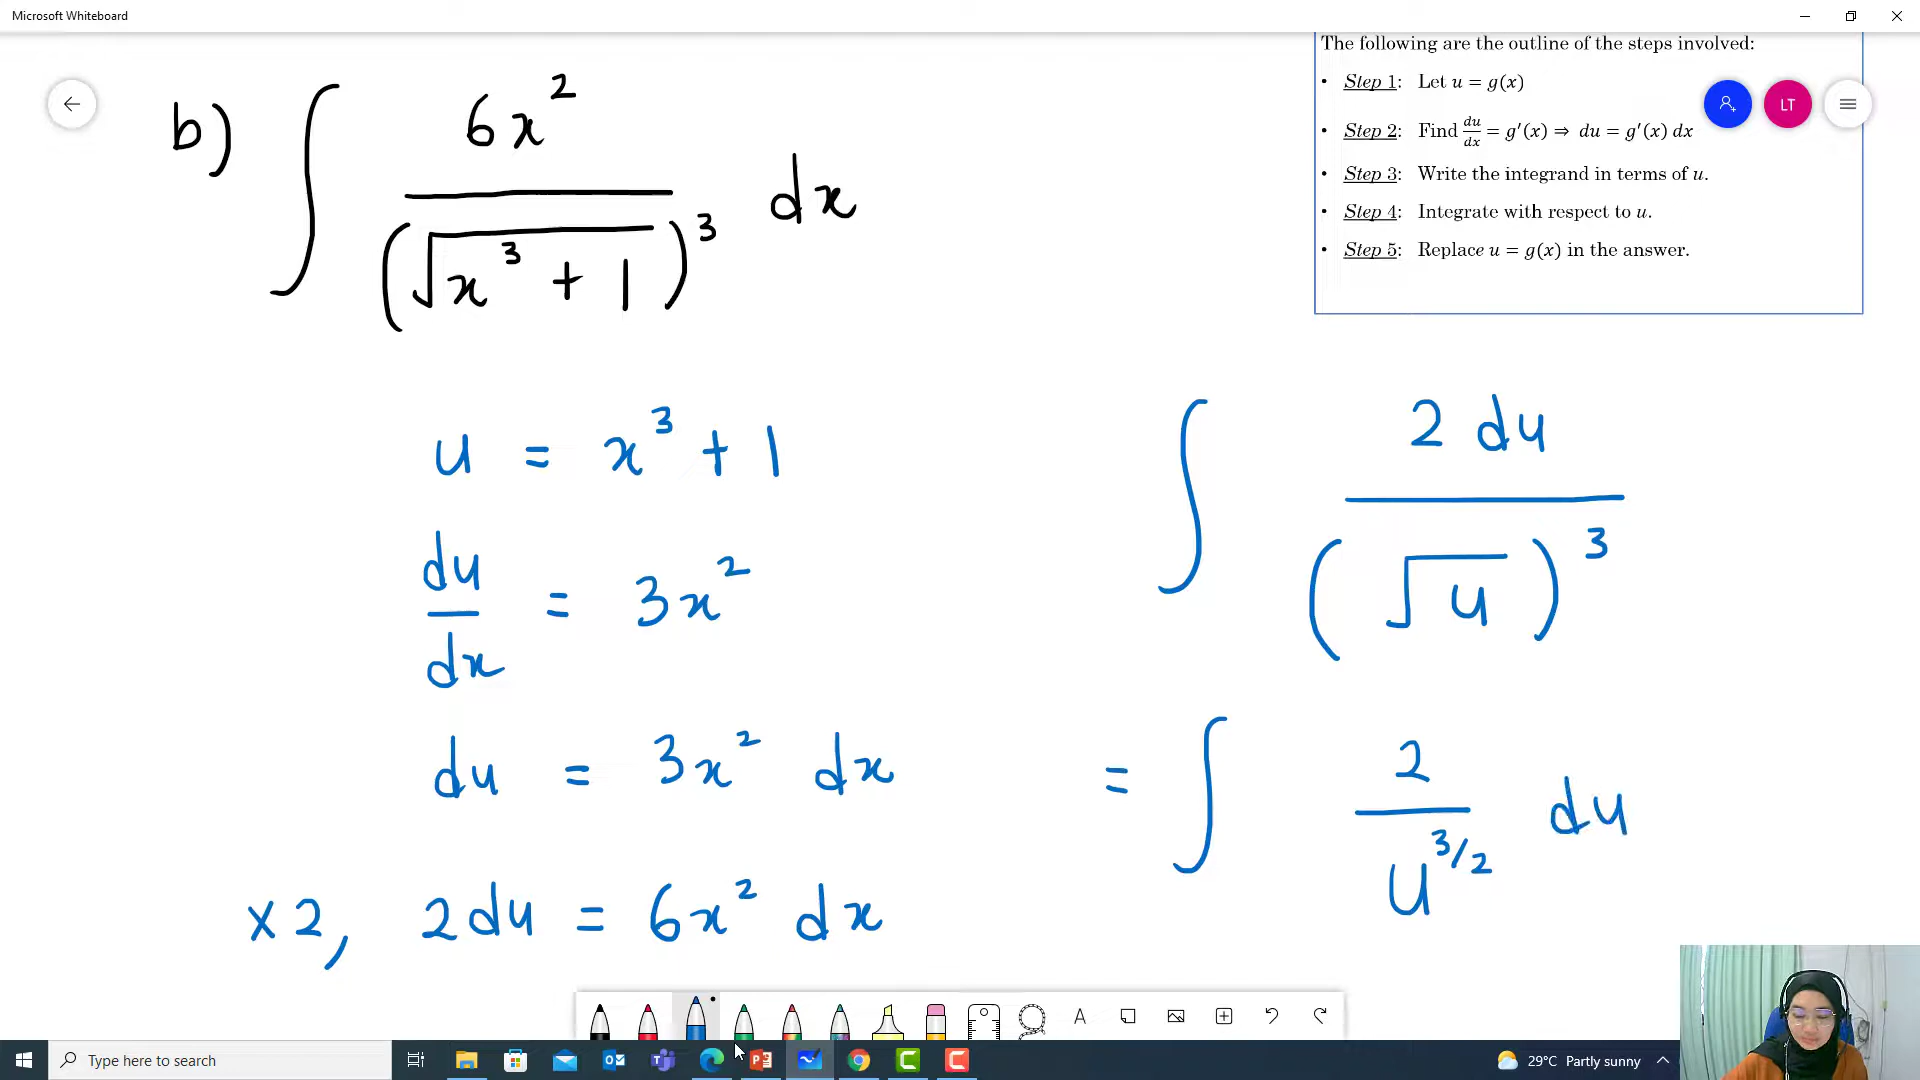 Microsoft Whiteboard
The following are the outline of the steps involved:
• Step 1: Let u = g(x)
• Step 2: Find du/dx = g′(x) ⇒ du = g′(x) dx
• Step 3: Write the integrand in terms of u.
• Step 4: Integrate with respect to u.
• Step 5: Replace u = g(x) in the answer.
LT
b) ∫ 6x² / (√(x³ + 1))³ dx
u = x³ + 1
du/dx = 3x²
du = 3x² dx
×2, 2du = 6x² dx
∫ 2 du / (√u)³
= ∫ 2 / u^(3/2) du
A
Type here to search
29°C Partly sunny